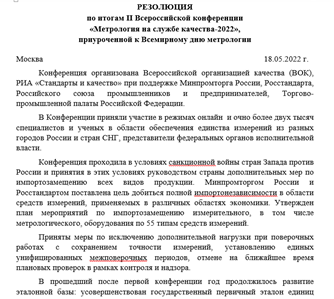 РЕЗОЛЮЦИЯ
по итогам II Всероссийской конференции
«Метрология на службе качества-2022»,
приуроченной к Всемирному дню метрологии
Москва 18.05.2022 г.
Конференция организована Всероссийской организацией качества (ВОК),
РИА «Стандарты и качество» при поддержке Минпромторга России, Росстандарта,
Российского союза промышленников и предпринимателей, Торгово-
промышленной палаты Российской Федерации.
В Конференции приняли участие в режимах онлайн и очно более двух тысяч
специалистов и ученых в области обеспечения единства измерений из разных
городов России и стран СНГ, представители федеральных органов исполнительной
власти.
Конференция проходила в условиях санкционной войны стран Запада против
России и принятия в этих условиях руководством страны дополнительных мер по
импортозамещению всех видов продукции. Минпромторгом России и
Росстандартом поставлена цель добиться полной импортонезависимости в области
средств измерений, применяемых в различных областях экономики. Утвержден
план мероприятий по импортозамещению измерительного, в том числе
метрологического, оборудования по 55 типам средств измерений.
Приняты меры по исключению дополнительной нагрузки при поверочных
работах с сохранением точности измерений, установлению единых
унифицированных межповерочных периодов, отмене на ближайшее время
плановых проверок в рамках контроля и надзора.
В прошедший после первой конференции год продолжилось развитие
эталонной базы: усовершенствован государственный первичный эталон единиц